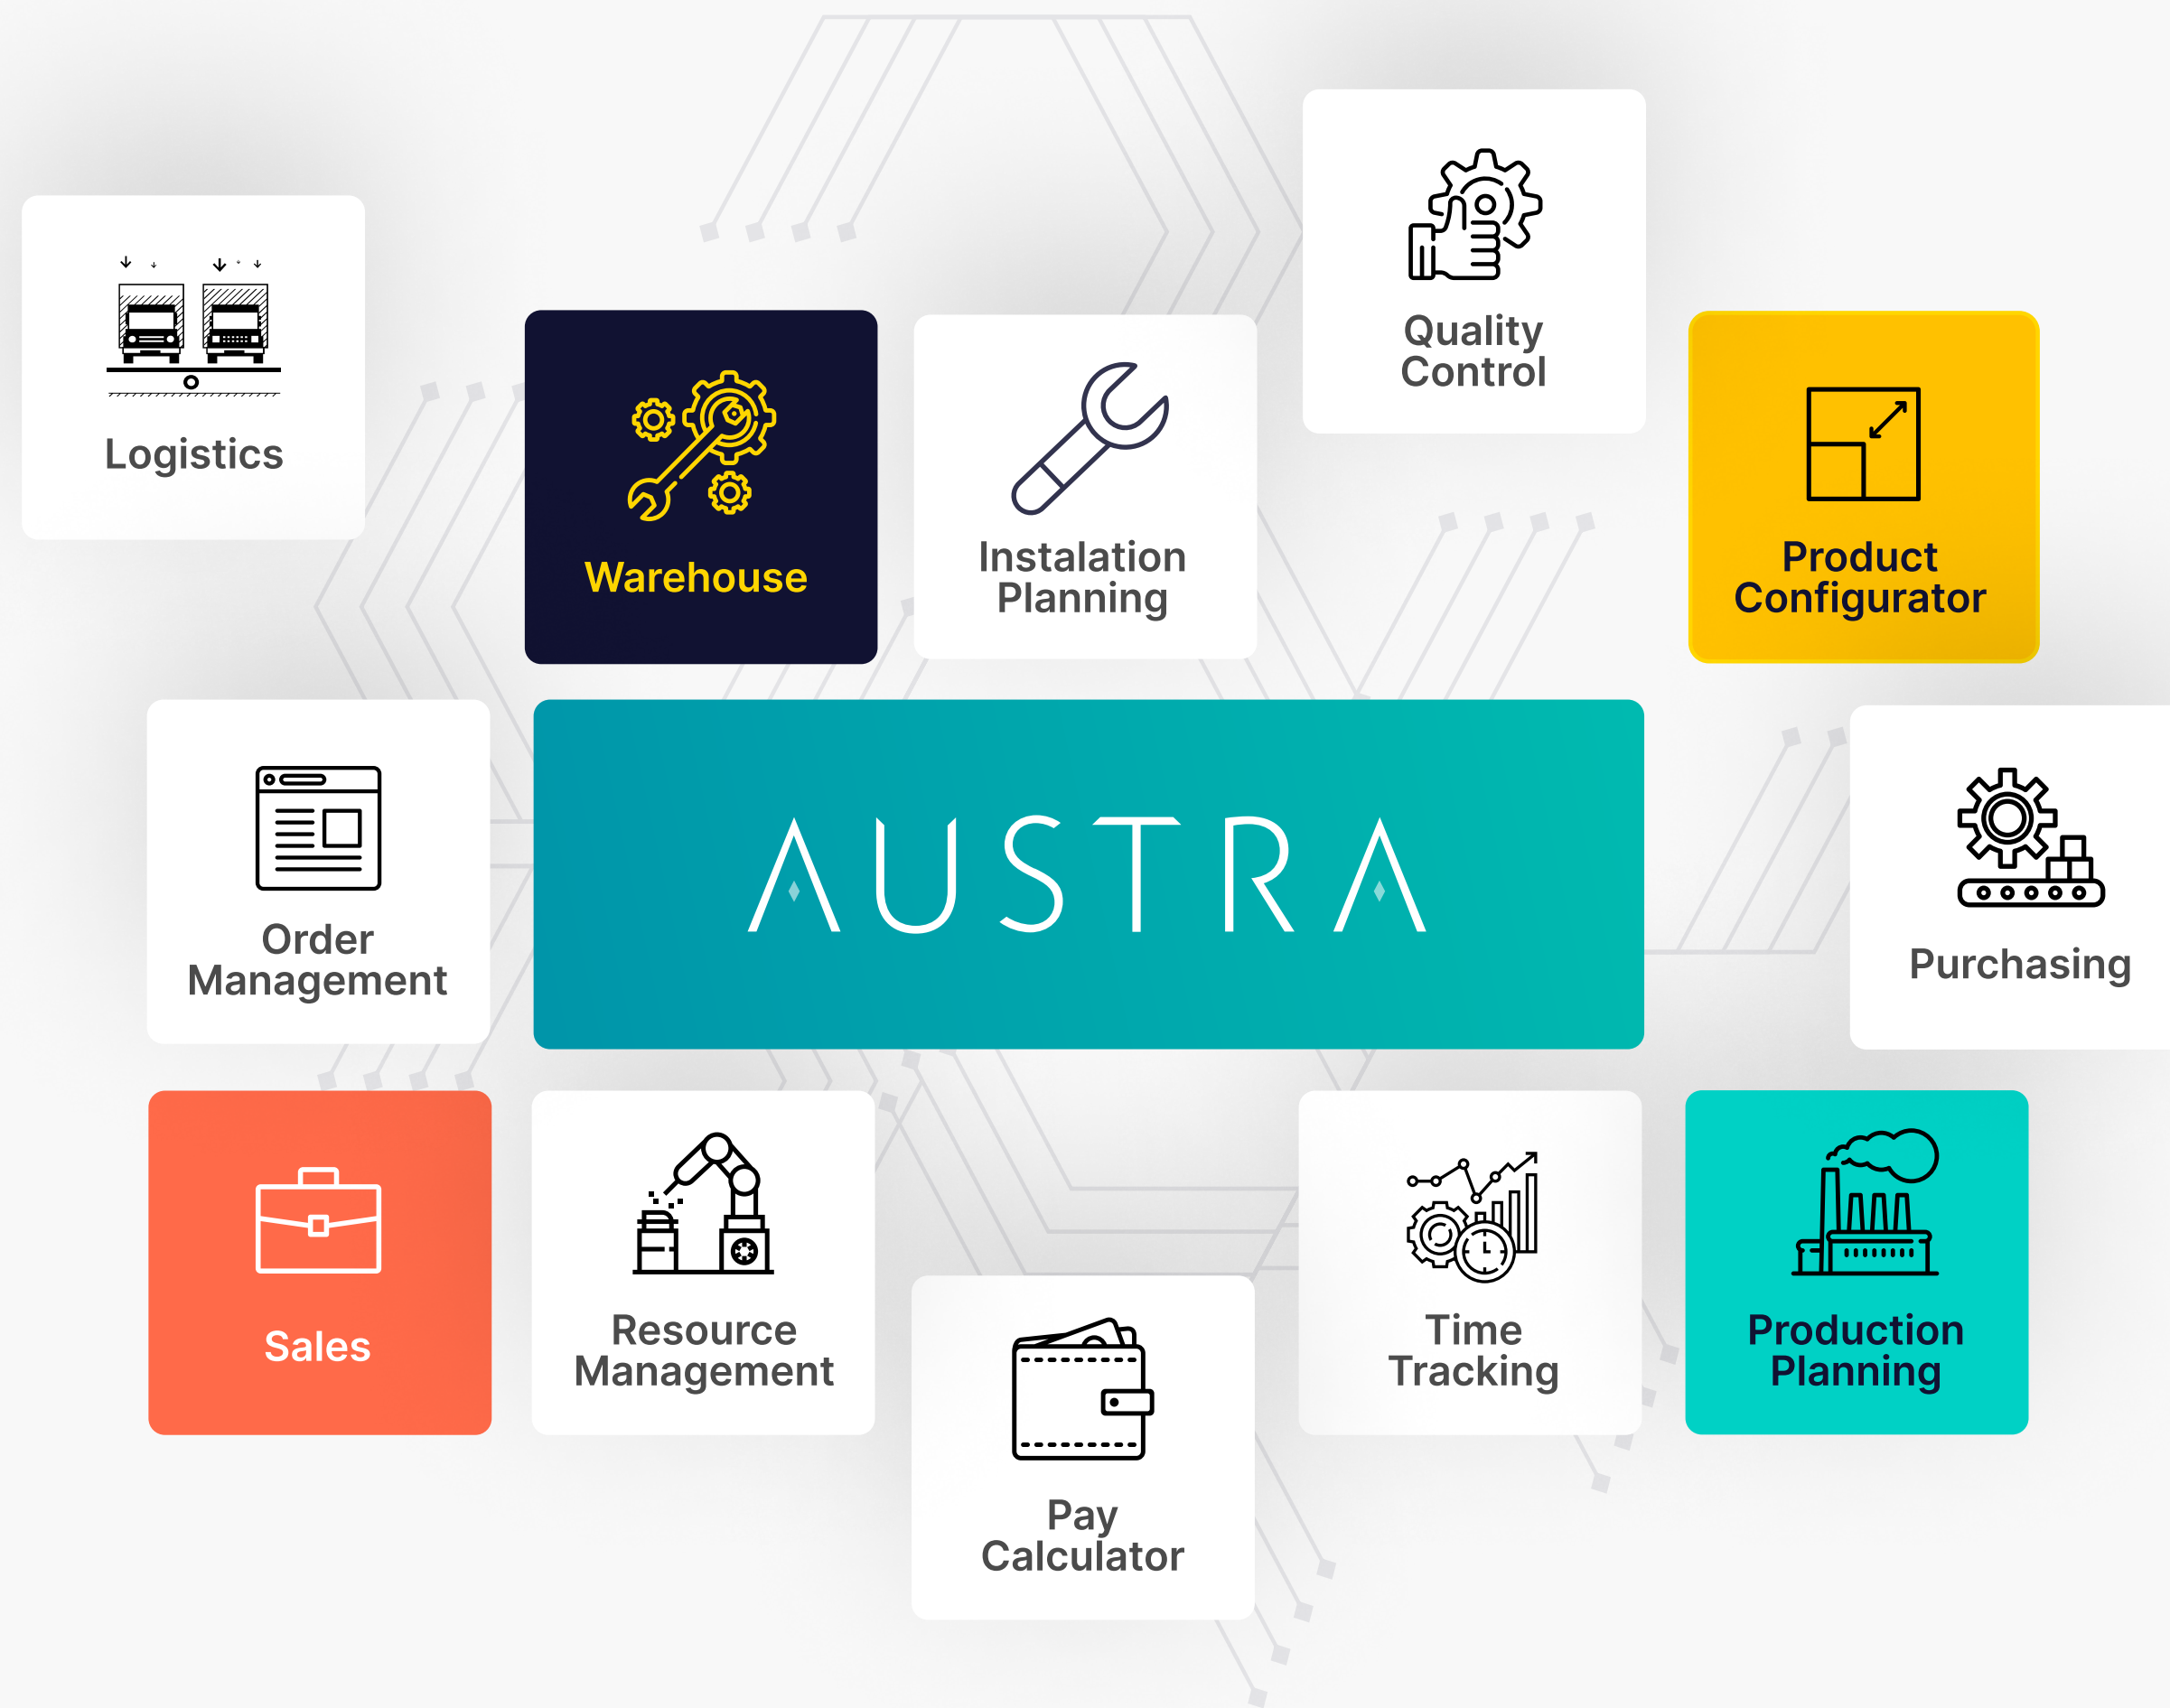 Quality
Control
Logistics
Warehouse
Instalation
Planning
Product
Configurator
Order
Management
AUSTRA
Purchasing
Sales
Resource
Management
Time
Tracking
Production
Planning
Pay
Calculator